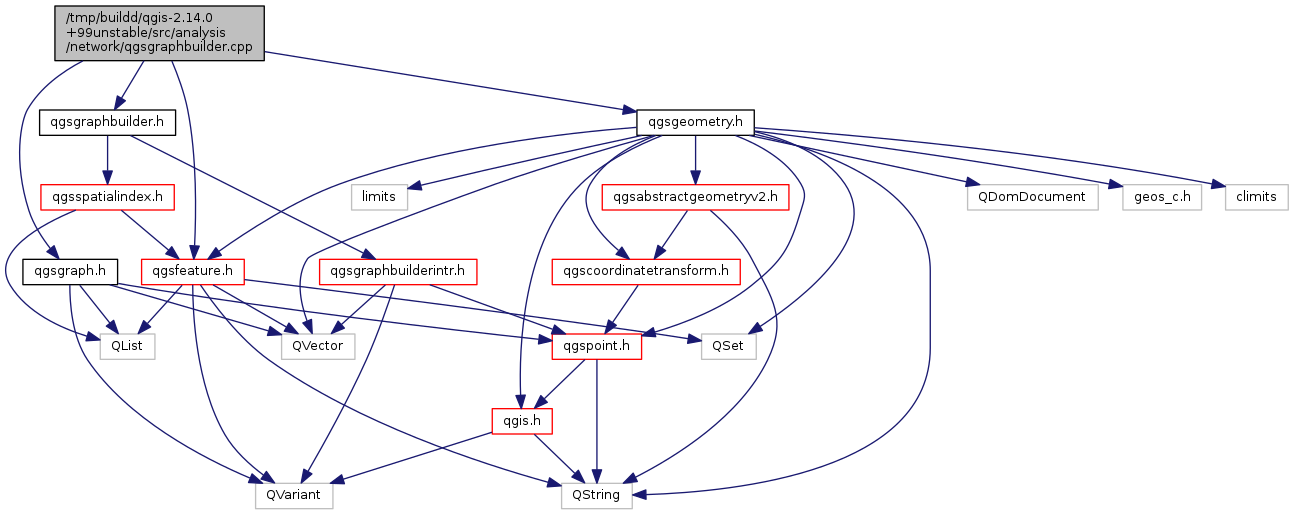 /tmp/buildd/qgis-2.14.0
+99unstable/src/analysis
/network/qgsgraphbuilder.cpp
qgsgraphbuilder.h
qgsgeometry.h
qgsspatialindex.h
limits
qgsabstractgeometryv2.h
QDomDocument
geos_c.h
climits
qgsgraph.h
qgsfeature.h
qgsgraphbuilderintr.h
qgscoordinatetransform.h
QList
QVector
qgspoint.h
QSet
qgis.h
QVariant
QString